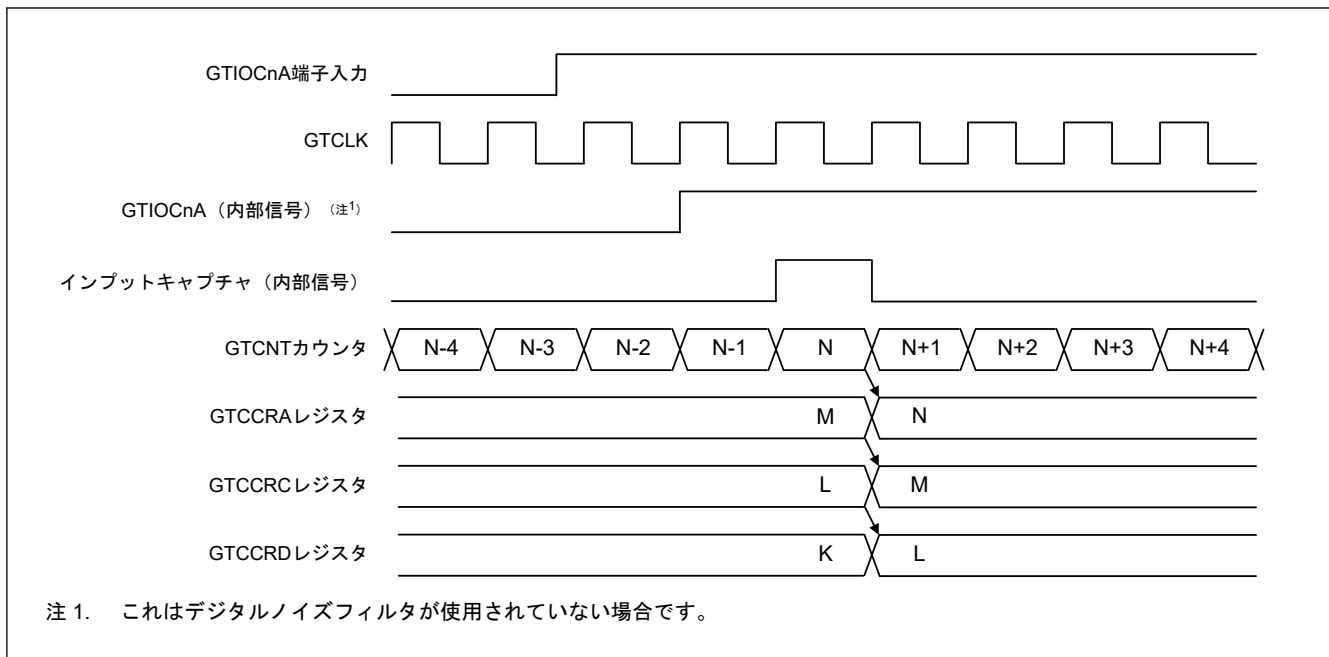 GTIOCnA端子入力
GTCLK
GTIOCnA（内部信号）（注1）
インプットキャプチャ（内部信号）
GTCNTカウンタ N-4 N-3 N-2 N-1 N N+1 N+2 N+3 N+4
GTCCRAレジスタ M N
GTCCRCレジスタ L M
GTCCRDレジスタ K L
注 1. これはデジタルノイズフィルタが使用されていない場合です。